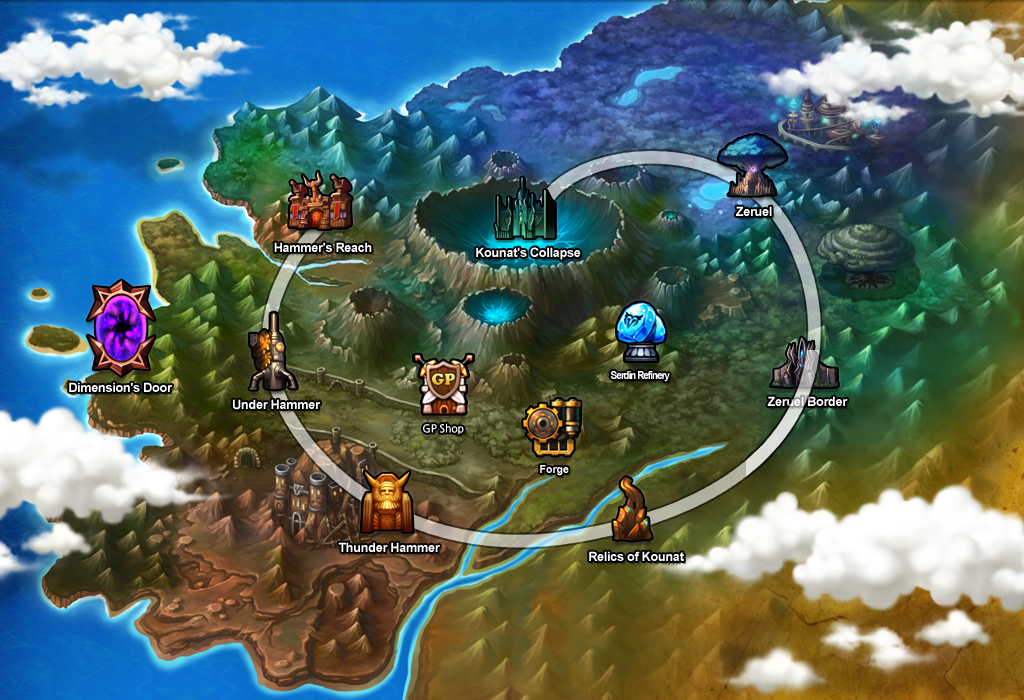 Zeruel
Hammer's Reach
Kounat's Collapse
Serdin Refinery
Dimension's Door
GP
Under Hammer
Zeruel Border
GP Shop
Forge
Thunder Hammer
Relics of Kounat